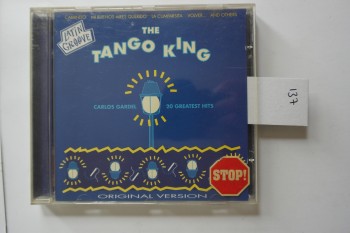 LATIN GROOVE
THE
TANGO KING
CARLOS GARDEL 20 GREATEST HITS
STOP!
ORIGINAL VERSION
137